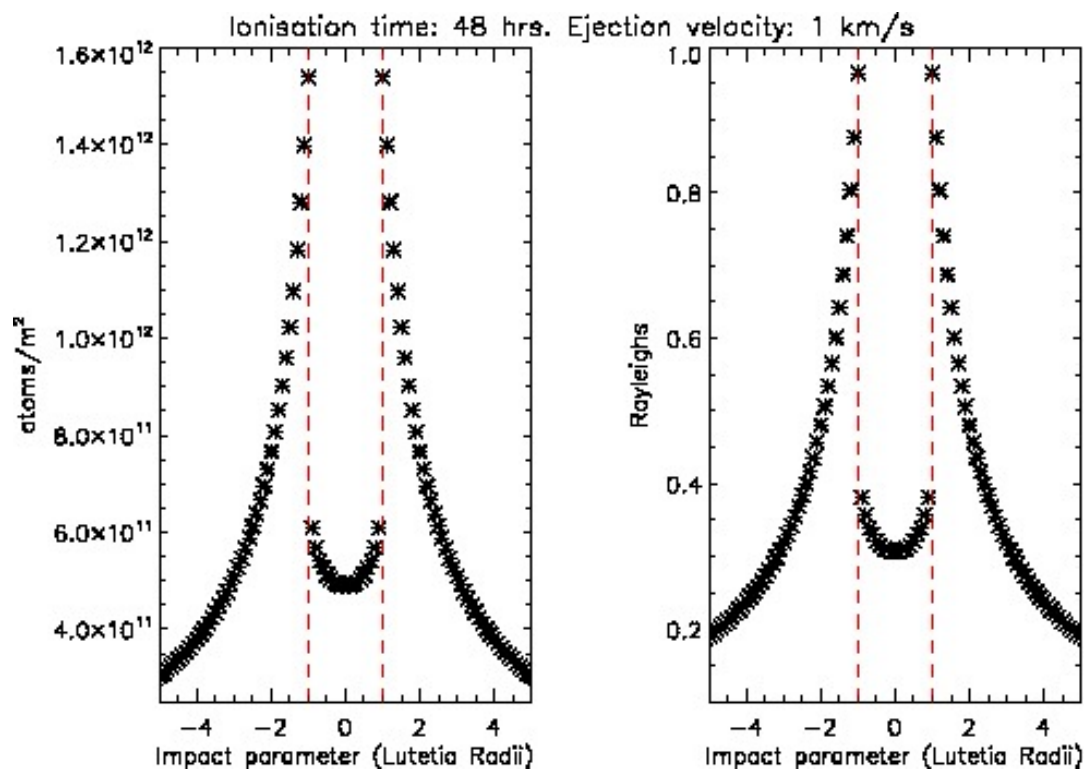 Ionisation time: 48 hrs. Ejection velocity: 1 km/s
1.6×10¹²
1.4×10¹²
1.2×10¹²
1.0×10¹²
8.0×10¹¹
6.0×10¹¹
4.0×10¹¹
atoms/m²
−4 −2 0 2 4
Impact parameter (Lutetia Radii)
1.0
0.8
0.6
0.4
0.2
Rayleighs
−4 −2 0 2 4
Impact parameter (Lutetia Radii)